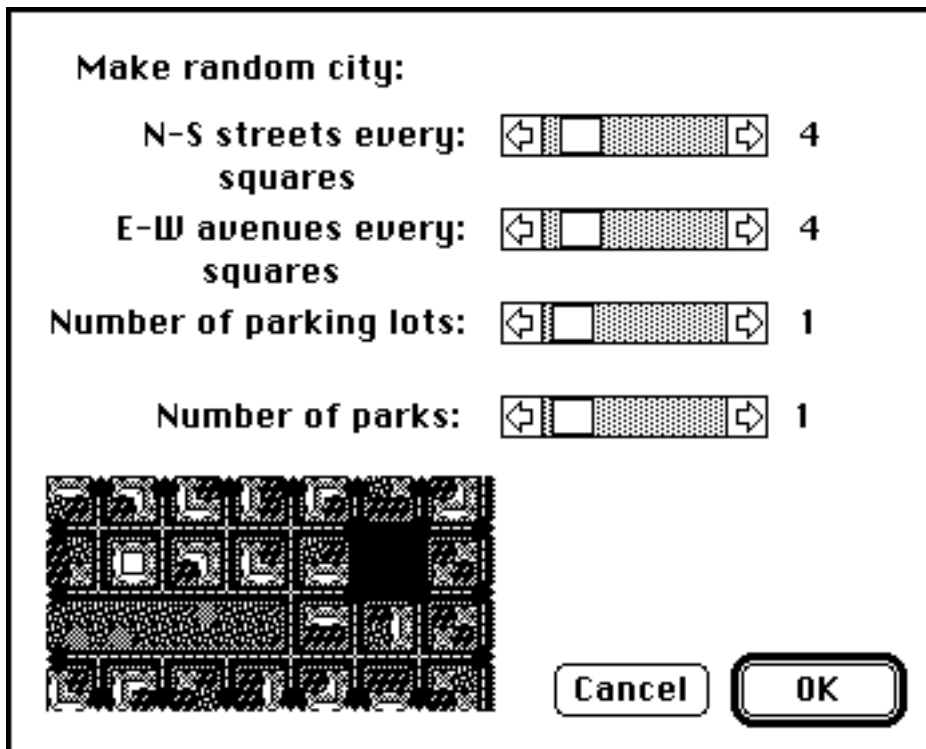 Make random city:
N-S streets every: 4
squares
E-W avenues every: 4
squares
Number of parking lots: 1
Number of parks: 1
Cancel OK